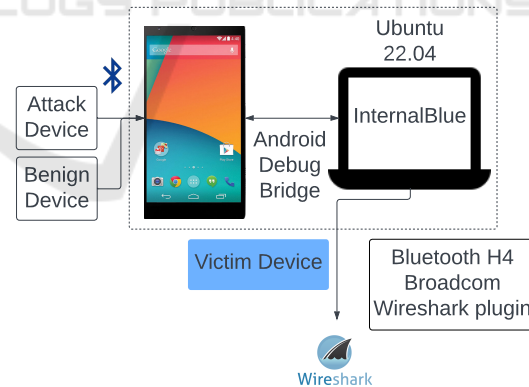 Ubuntu
22.04
Attack
Device
Benign
Device
InternalBlue
Android
Debug
Bridge
Victim Device
Bluetooth H4
Broadcom
Wireshark plugin
Wireshark